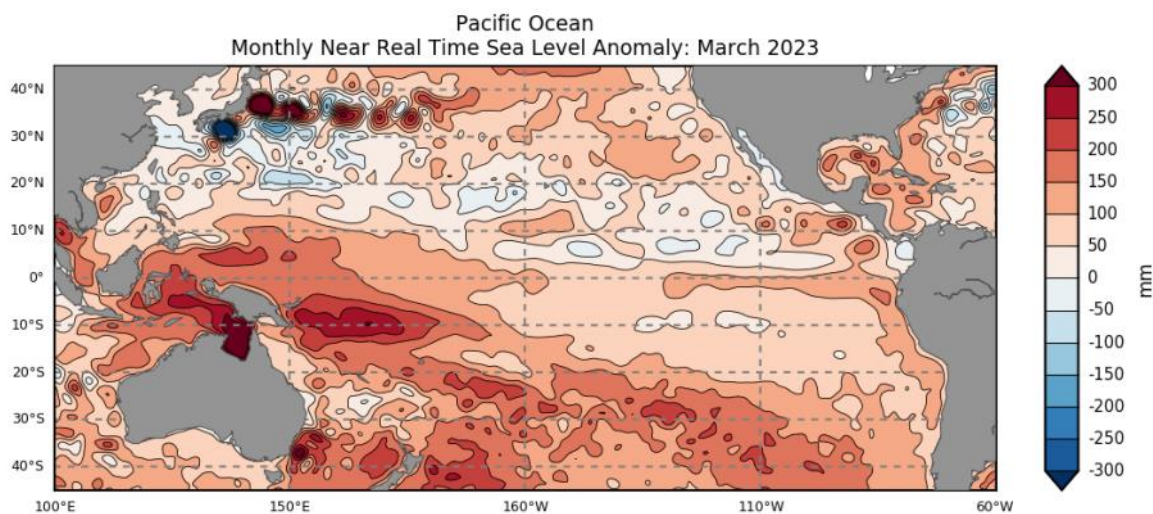 Pacific Ocean
Monthly Near Real Time Sea Level Anomaly: March 2023
40°N
30°N
20°N
10°N
0°
10°S
20°S
30°S
40°S
100°E
150°E
160°W
110°W
60°W
300
250
200
150
100
50
0
-50
-100
-150
-200
-250
-300
mm